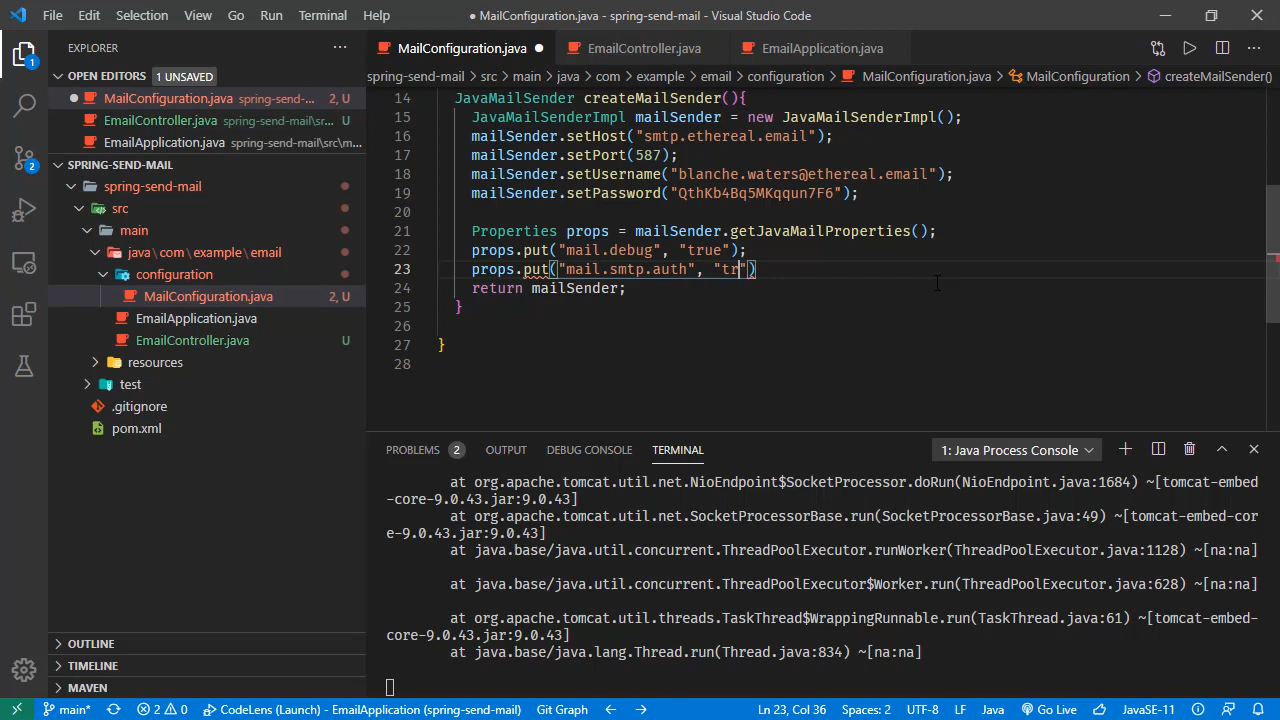 File Edit Selection View Go Run Terminal Help
● MailConfiguration.java - spring-send-mail - Visual Studio Code
EXPLORER
OPEN EDITORS 1 UNSAVED
MailConfiguration.java spring-send-m... 2, U
EmailController.java spring-send-mail\sr... U
EmailApplication.java spring-send-mail\src\m...
SPRING-SEND-MAIL
spring-send-mail
src
main
java\com\example\email
configuration
MailConfiguration.java 2, U
EmailApplication.java
EmailController.java U
resources
test
.gitignore
pom.xml
OUTLINE
TIMELINE
MAVEN
1
2
MailConfiguration.java EmailController.java EmailApplication.java
spring-send-mail > src > main > java > com > example > email > configuration > MailConfiguration.java > MailConfiguration > createMailSender()
14 JavaMailSender createMailSender(){
15 JavaMailSenderImpl mailSender = new JavaMailSenderImpl();
16 mailSender.setHost("smtp.ethereal.email");
17 mailSender.setPort(587);
18 mailSender.setUsername("blanche.waters@ethereal.email");
19 mailSender.setPassword("QthKb4Bq5MKqqun7F6");
20
21 Properties props = mailSender.getJavaMailProperties();
22 props.put("mail.debug", "true");
23 props.put("mail.smtp.auth", "tr")
24 return mailSender;
25 }
26
27 }
28
PROBLEMS 2 OUTPUT DEBUG CONSOLE TERMINAL 1: Java Process Console
at org.apache.tomcat.util.net.NioEndpoint$SocketProcessor.doRun(NioEndpoint.java:1684) ~[tomcat-embed
-core-9.0.43.jar:9.0.43]
at org.apache.tomcat.util.net.SocketProcessorBase.run(SocketProcessorBase.java:49) ~[tomcat-embed-cor
e-9.0.43.jar:9.0.43]
at java.base/java.util.concurrent.ThreadPoolExecutor.runWorker(ThreadPoolExecutor.java:1128) ~[na:na]
at java.base/java.util.concurrent.ThreadPoolExecutor$Worker.run(ThreadPoolExecutor.java:628) ~[na:na]
at org.apache.tomcat.util.threads.TaskThread$WrappingRunnable.run(TaskThread.java:61) ~[tomcat-embed-
core-9.0.43.jar:9.0.43]
at java.base/java.lang.Thread.run(Thread.java:834) ~[na:na]
main* 2 0 CodeLens (Launch) - EmailApplication (spring-send-mail) Git Graph Ln 23, Col 36 Spaces: 2 UTF-8 LF Java Go Live JavaSE-11